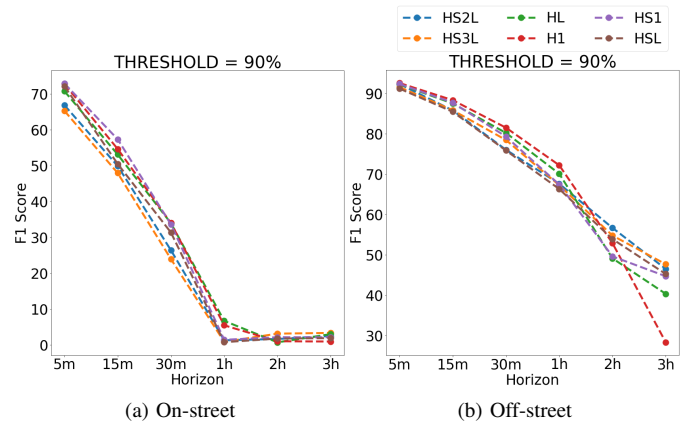 HS2L HL HS1
HS3L H1 HSL
THRESHOLD = 90%
F1 Score
70
60
50
40
30
20
10
0
5m 15m 30m 1h 2h 3h
Horizon
(a) On-street
THRESHOLD = 90%
F1 Score
90
80
70
60
50
40
30
5m 15m 30m 1h 2h 3h
Horizon
(b) Off-street